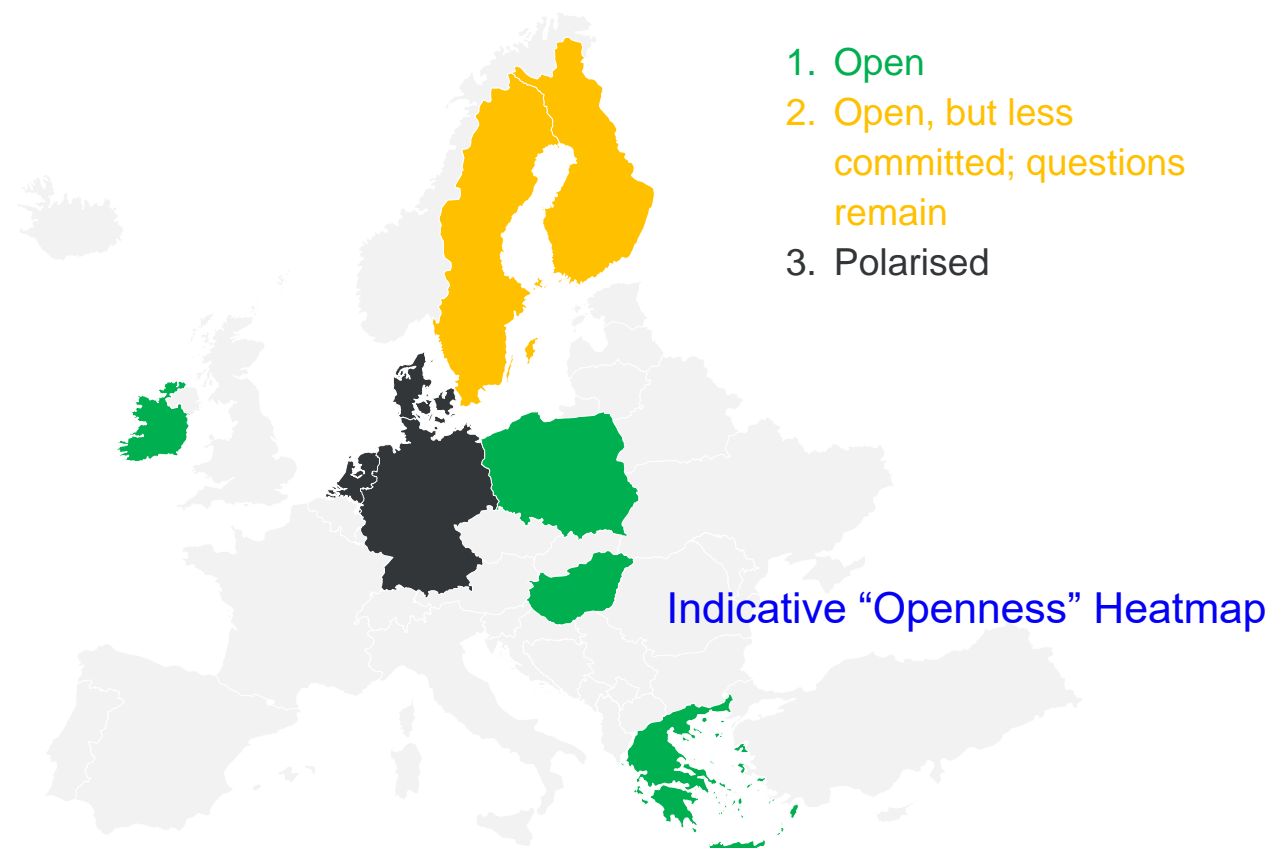 1. Open
2. Open, but less
committed; questions
remain
3. Polarised
Indicative “Openness” Heatmap